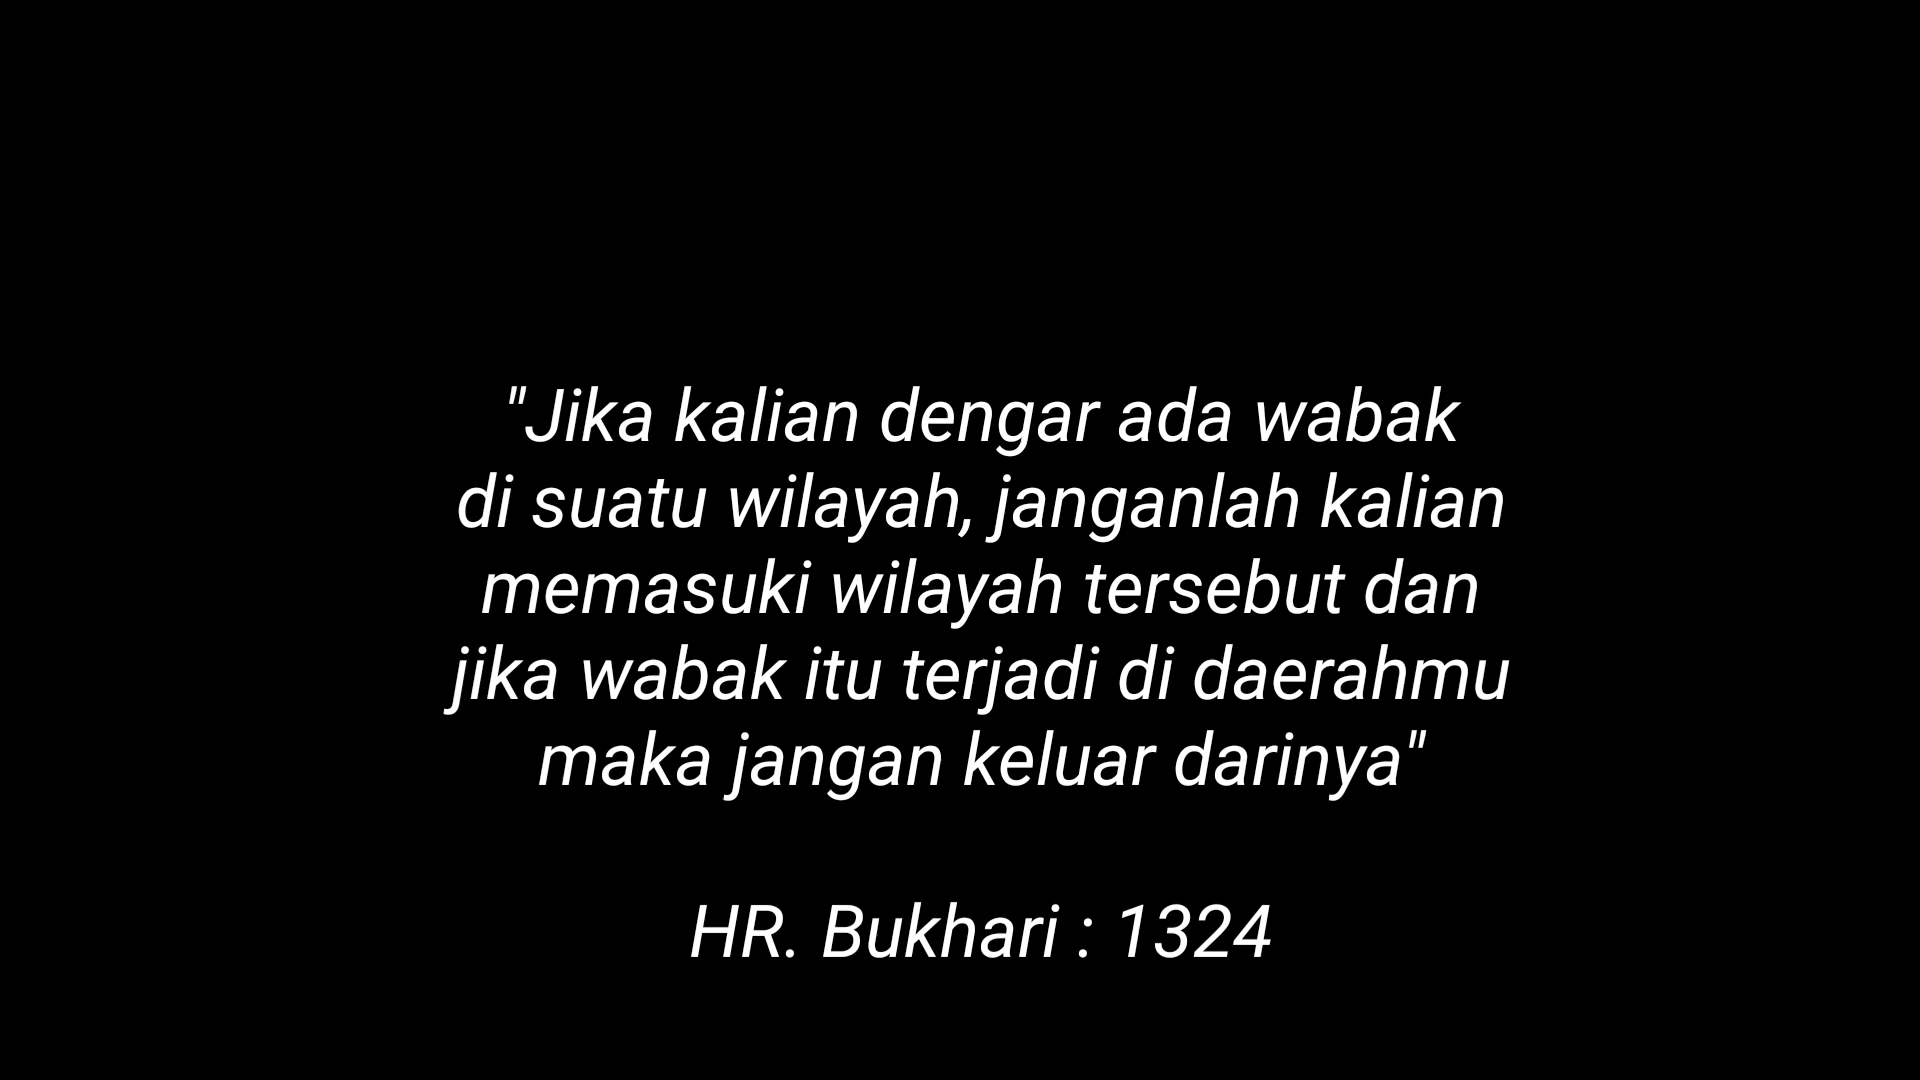 "Jika kalian dengar ada wabak
di suatu wilayah, janganlah kalian
memasuki wilayah tersebut dan
jika wabak itu terjadi di daerahmu
maka jangan keluar darinya"
HR. Bukhari : 1324